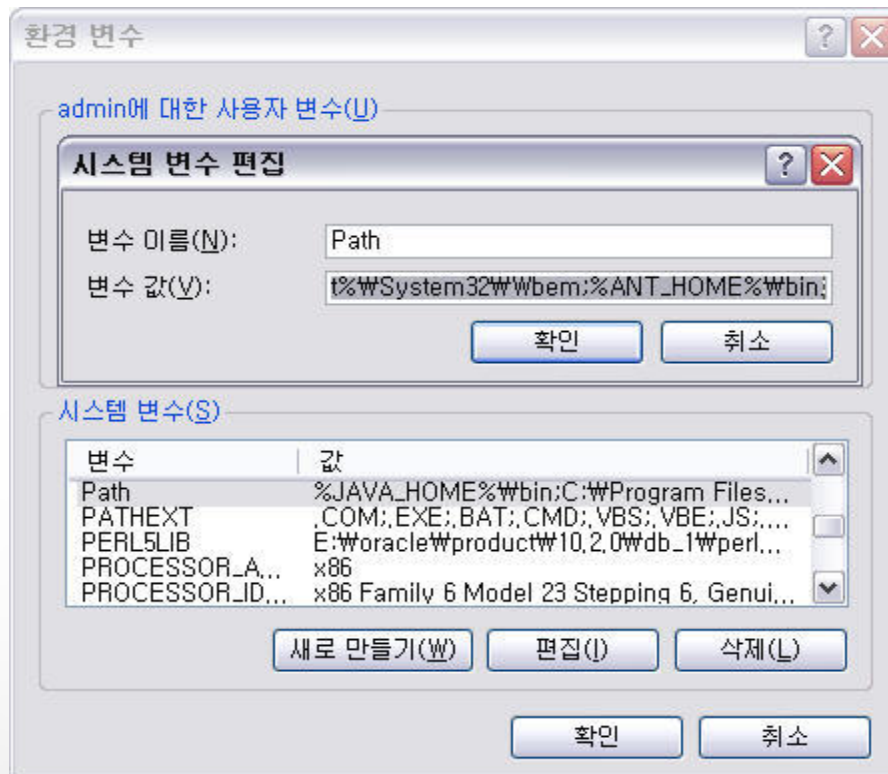 환경 변수
admin에 대한 사용자 변수(U)
시스템 변수 편집
변수 이름(N): Path
변수 값(V): t%₩System32₩Wbem;%ANT_HOME%₩bin;
확인 취소
시스템 변수(S)
변수 값
Path %JAVA_HOME%₩bin;C:₩Program Files...
PATHEXT .COM;.EXE;.BAT;.CMD;.VBS;.VBE;.JS;....
PERL5LIB E:₩oracle₩product₩10.2.0₩db_1₩perl...
PROCESSOR_A... x86
PROCESSOR_ID... x86 Family 6 Model 23 Stepping 6, Genui...
새로 만들기(W) 편집(I) 삭제(L)
확인 취소